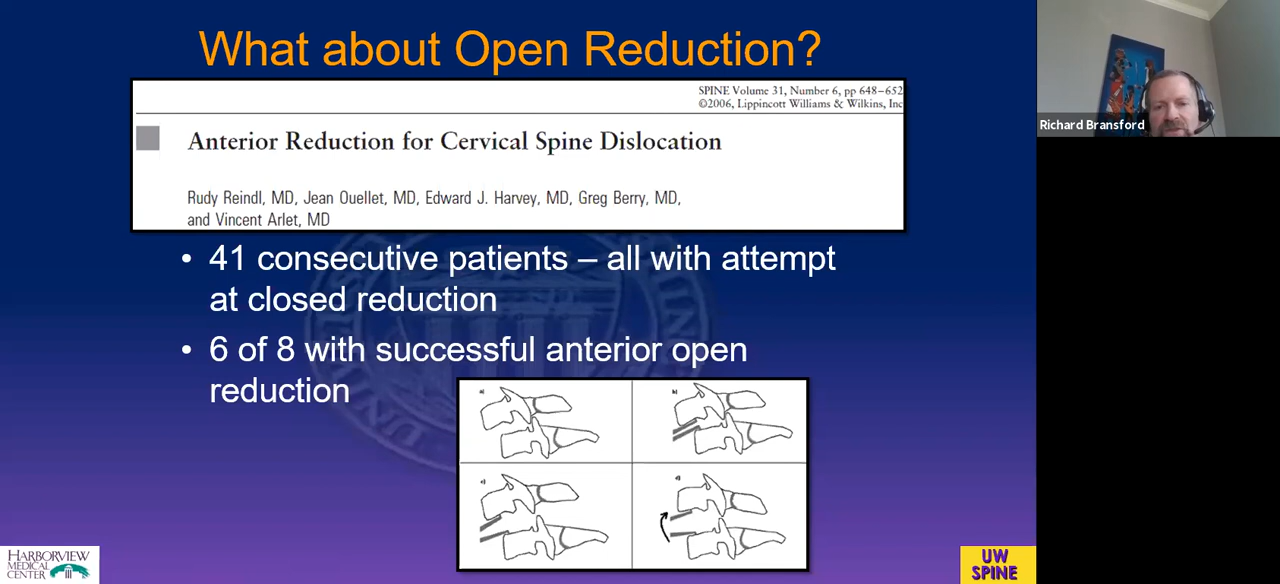 What about Open Reduction?
SPINE Volume 31, Number 6, pp 648–652
©2006, Lippincott Williams & Wilkins, Inc
Anterior Reduction for Cervical Spine Dislocation
Rudy Reindl, MD, Jean Ouellet, MD, Edward J. Harvey, MD, Greg Berry, MD,
and Vincent Arlet, MD
• 41 consecutive patients – all with attempt
at closed reduction
• 6 of 8 with successful anterior open
reduction
a)
b)
c)
HARBORVIEW
MEDICAL
CENTER
UW
SPINE
Richard Bransford